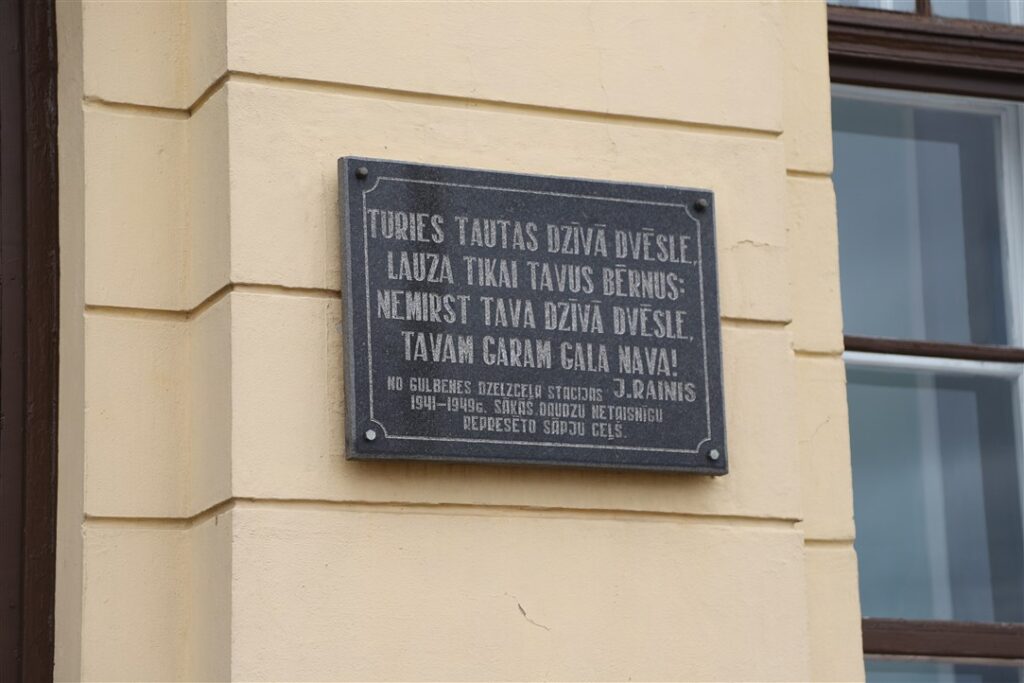 TURIES TAUTAS DZĪVĀ DVĒSLE,
LAUZA TIKAI TAVUS BĒRNUS:
NEMIRST TAVA DZĪVĀ DVĒSLE,
TAVAM GARAM GALA NAVA!
J.RAINIS
NO GULBENES DZELZCEĻA STACIJAS
1941–1949G. SĀKĀS DAUDZU NETAISNĪGU
REPRESĒTO SĀPJU CEĻŠ.